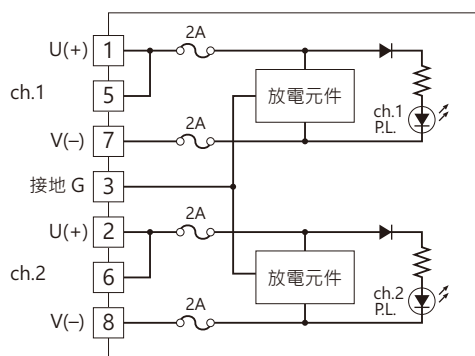 U(+) 1 2A
ch.1 5
放電元件
ch.1
P.L.
V(–) 7 2A
接地 G 3
U(+) 2 2A
ch.2 6
放電元件
ch.2
P.L.
V(–) 8 2A